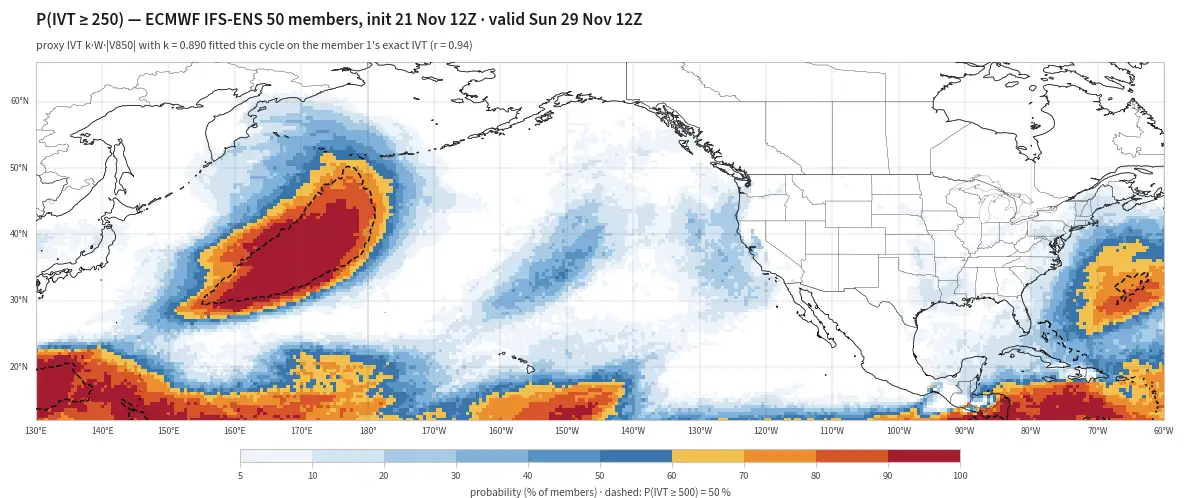 P(IVT ≥ 250) — ECMWF IFS-ENS 50 members, init 21 Nov 12Z · valid Sun 29 Nov 12Z
proxy IVT k·W·|V850| with k = 0.890 fitted this cycle on the member 1's exact IVT (r = 0.94)
60°N
50°N
40°N
30°N
20°N
130°E 140°E 150°E 160°E 170°E 180° 170°W 160°W 150°W 140°W 130°W 120°W 110°W 100°W 90°W 80°W 70°W 60°W
5 10 20 30 40 50 60 70 80 90 100
probability (% of members) · dashed: P(IVT ≥ 500) = 50 %